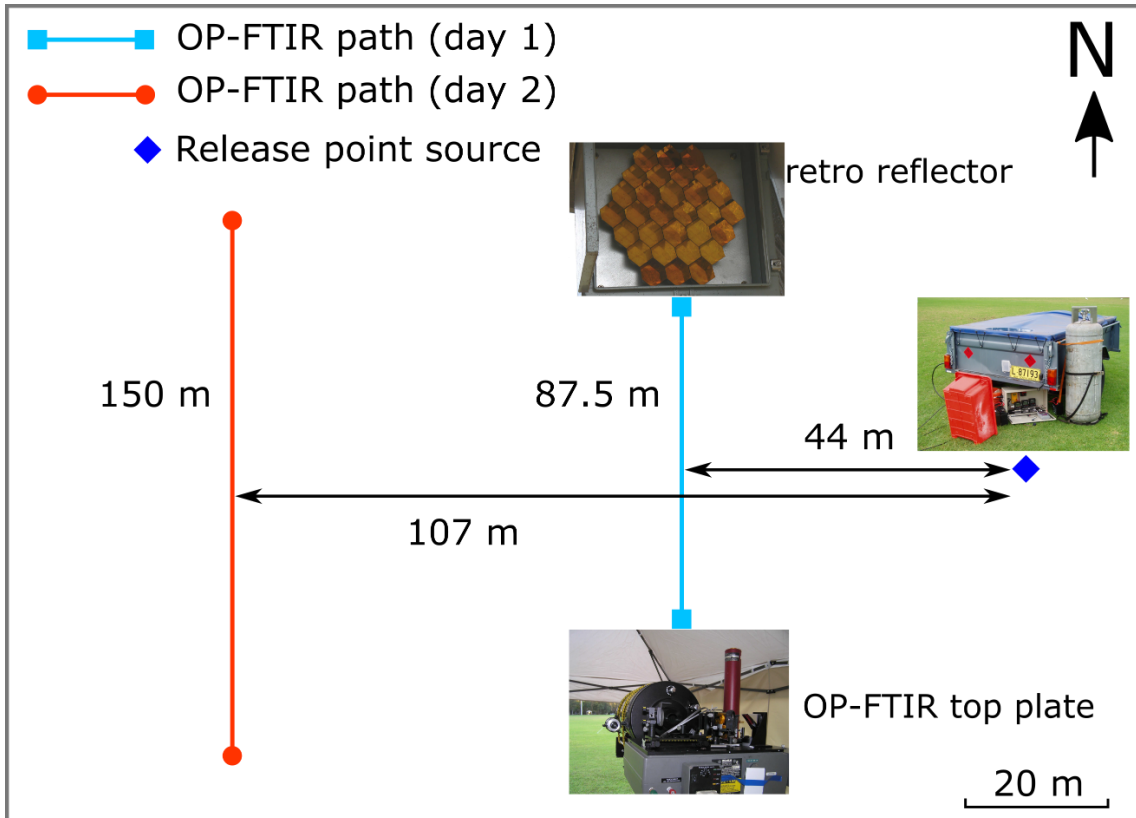 OP-FTIR path (day 1)
OP-FTIR path (day 2)
Release point source
N
retro reflector
150 m
87.5 m
44 m
107 m
L·87193
OP-FTIR top plate
20 m